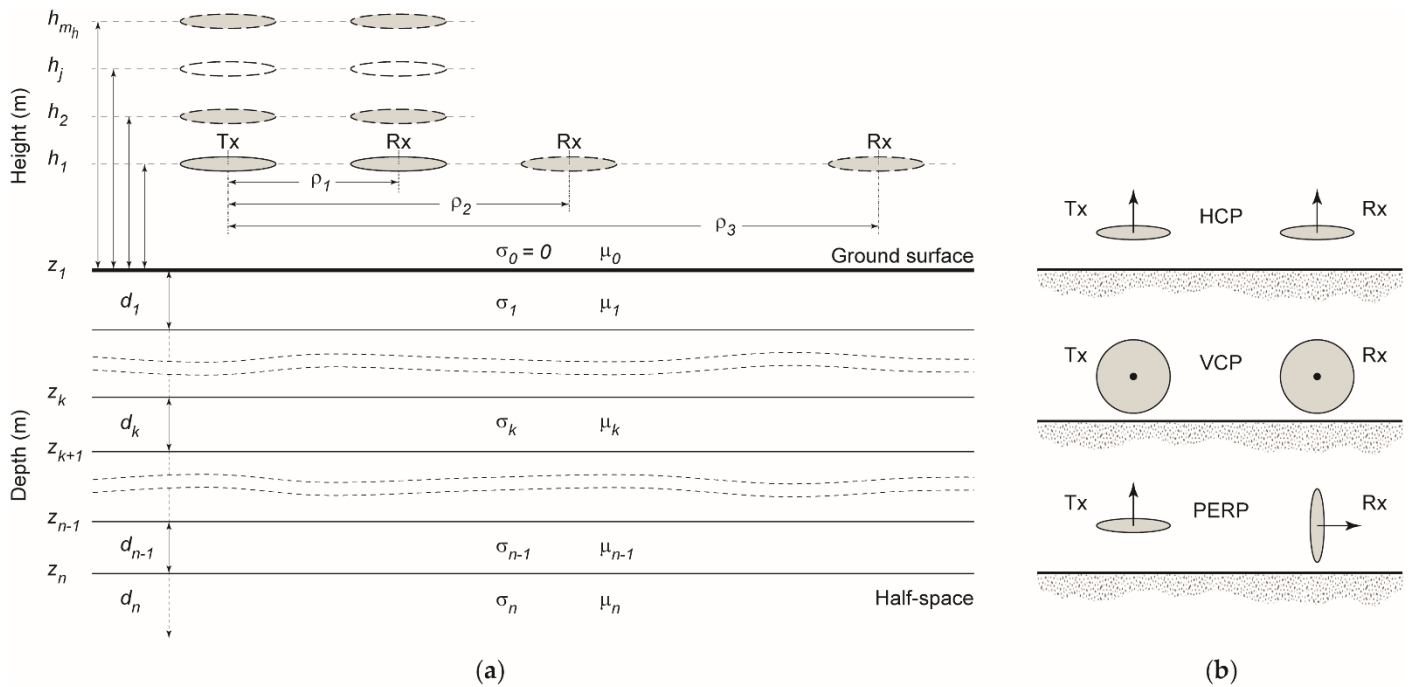 h_{m_h}
h_j
h_2
Tx Rx Rx Rx
h_1
ρ_1
ρ_2
ρ_3
Height (m)
σ_0 = 0 μ_0 Ground surface
z_1
d_1 σ_1 μ_1
z_k
d_k σ_k μ_k
z_{k+1}
Depth (m)
z_{n-1}
d_{n-1} σ_{n-1} μ_{n-1}
z_n
d_n σ_n μ_n Half-space
(a)
Tx HCP Rx
Tx VCP Rx
Tx PERP Rx
(b)